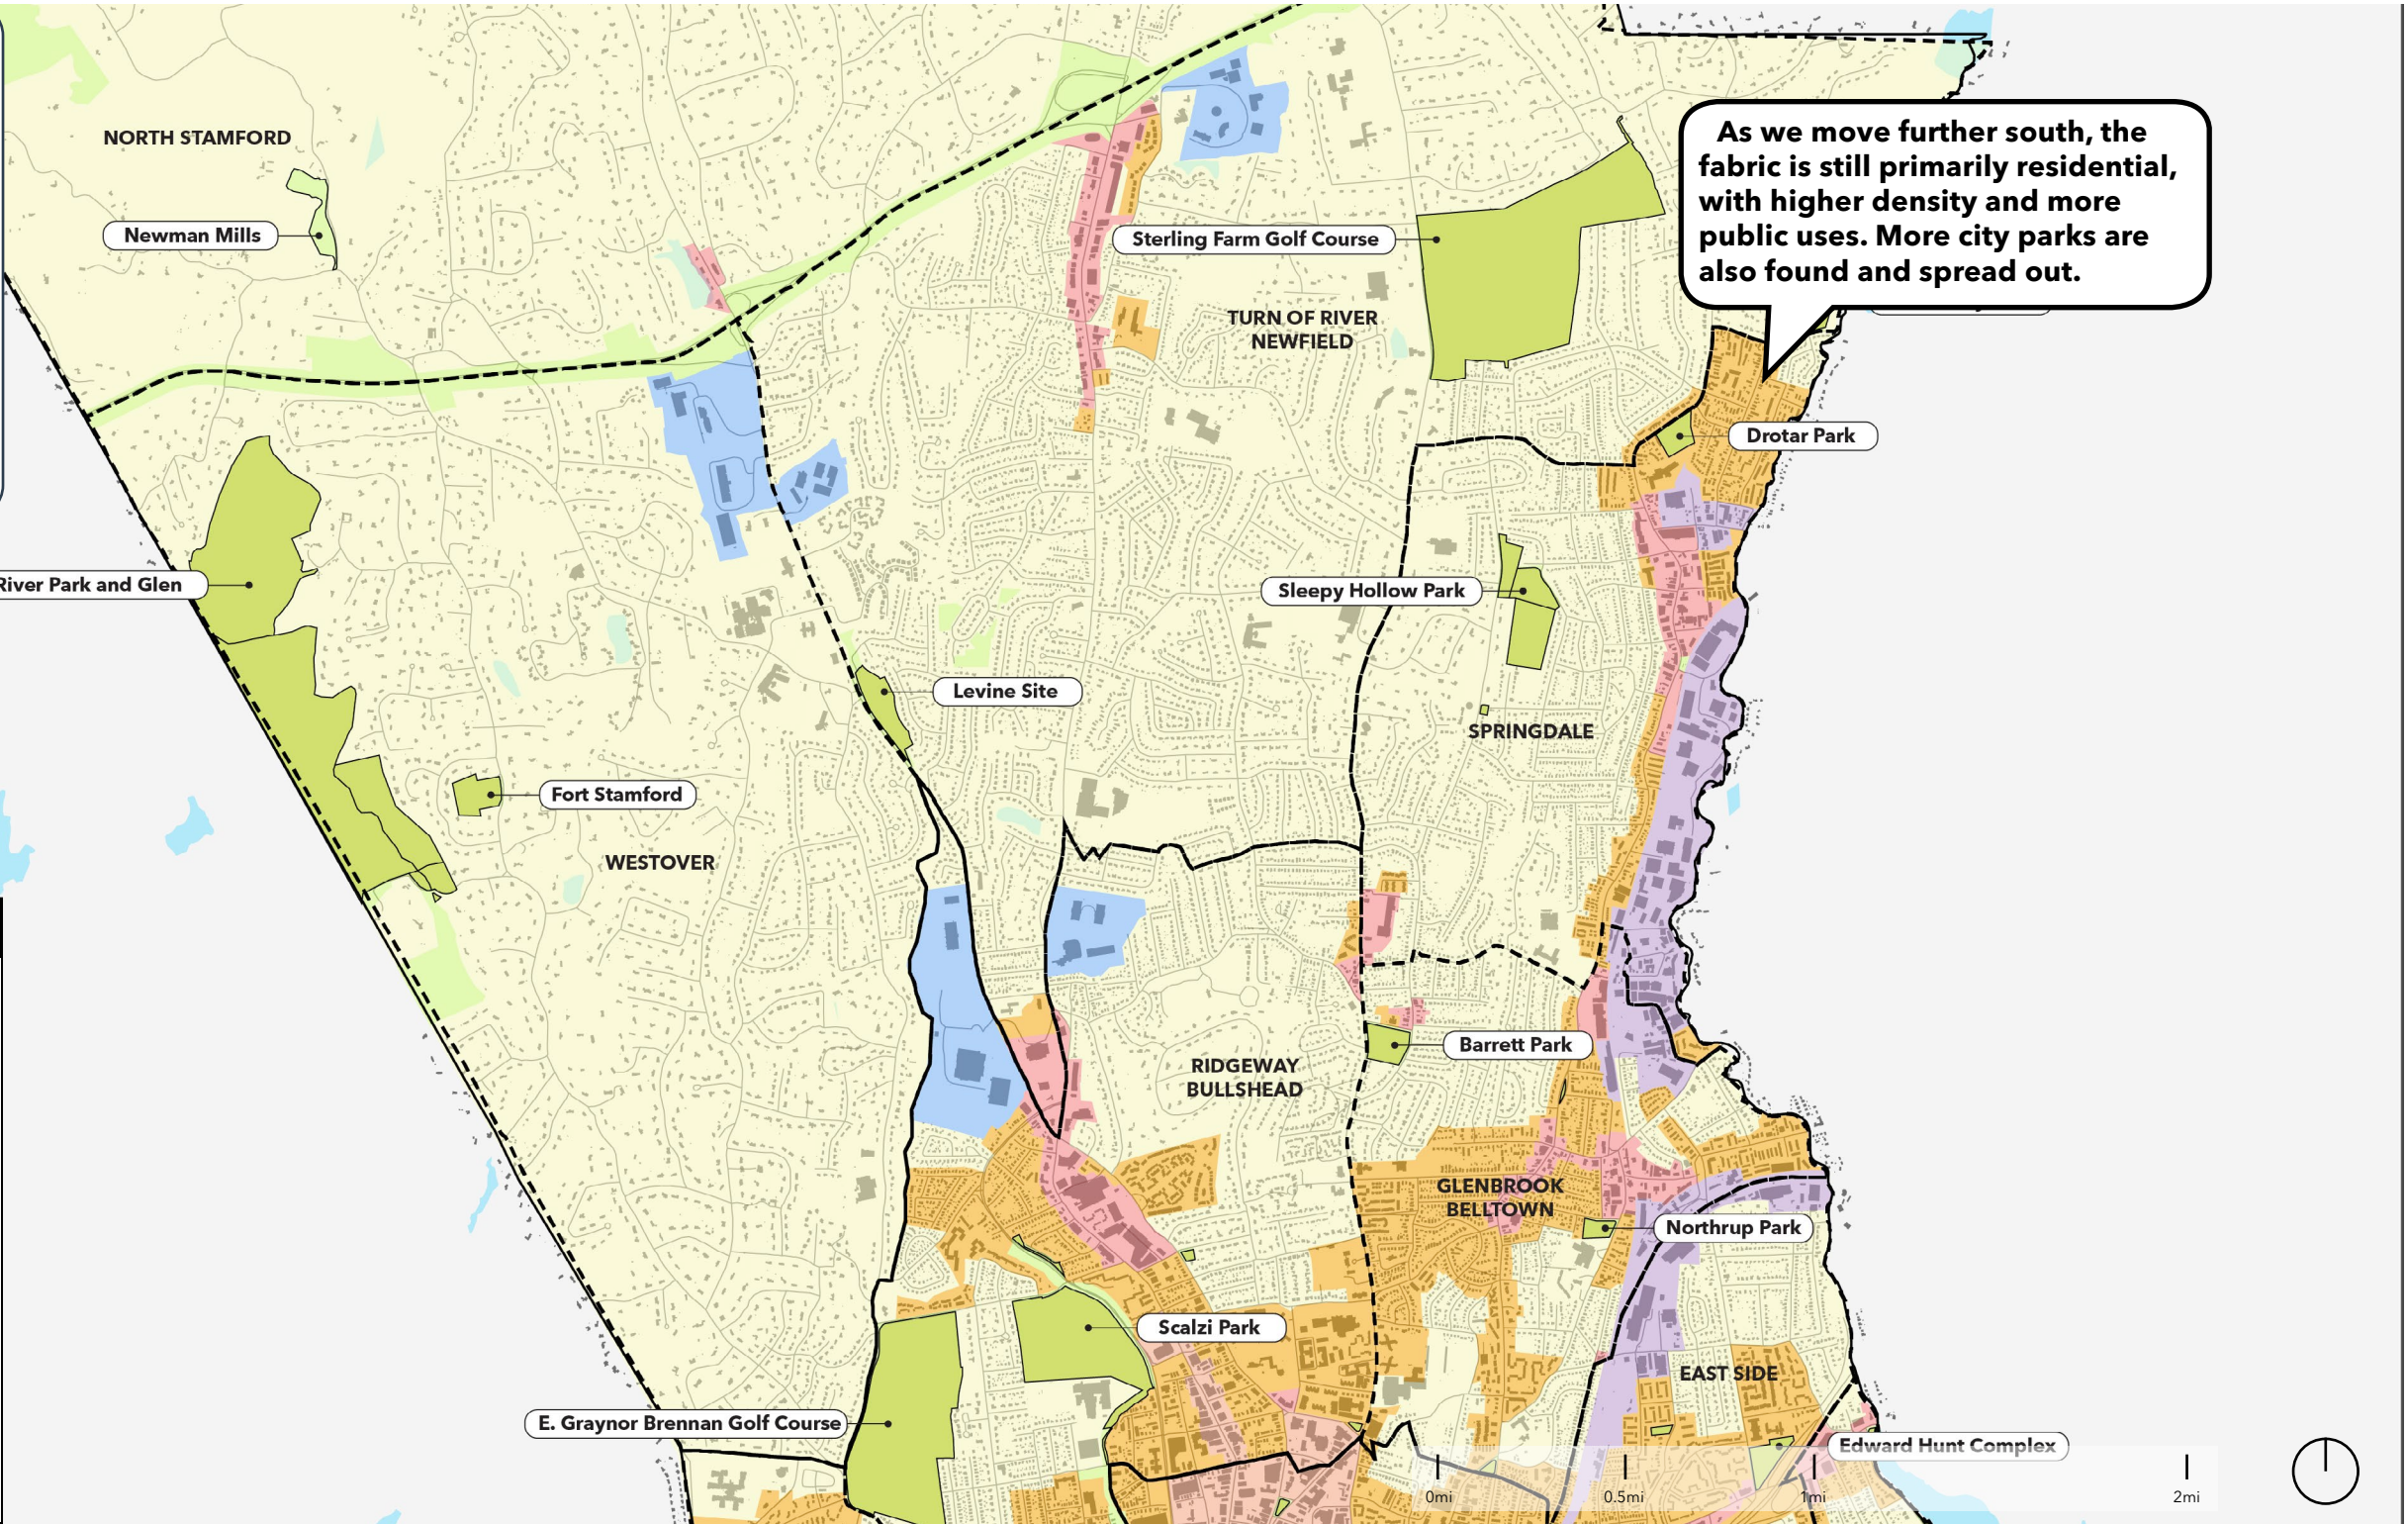 NORTH STAMFORD
As we move further south, the
fabric is still primarily residential,
with higher density and more
public uses. More city parks are
also found and spread out.
Newman Mills
Sterling Farm Golf Course
TURN OF RIVER
NEWFIELD
Drotar Park
River Park and Glen
Sleepy Hollow Park
Levine Site
SPRINGDALE
Fort Stamford
WESTOVER
Barrett Park
RIDGEWAY
BULLSHEAD
GLENBROOK
BELLTOWN
Northrup Park
Scalzi Park
EAST SIDE
E. Graynor Brennan Golf Course
Edward Hunt Complex
0mi
0.5mi
1mi
2mi